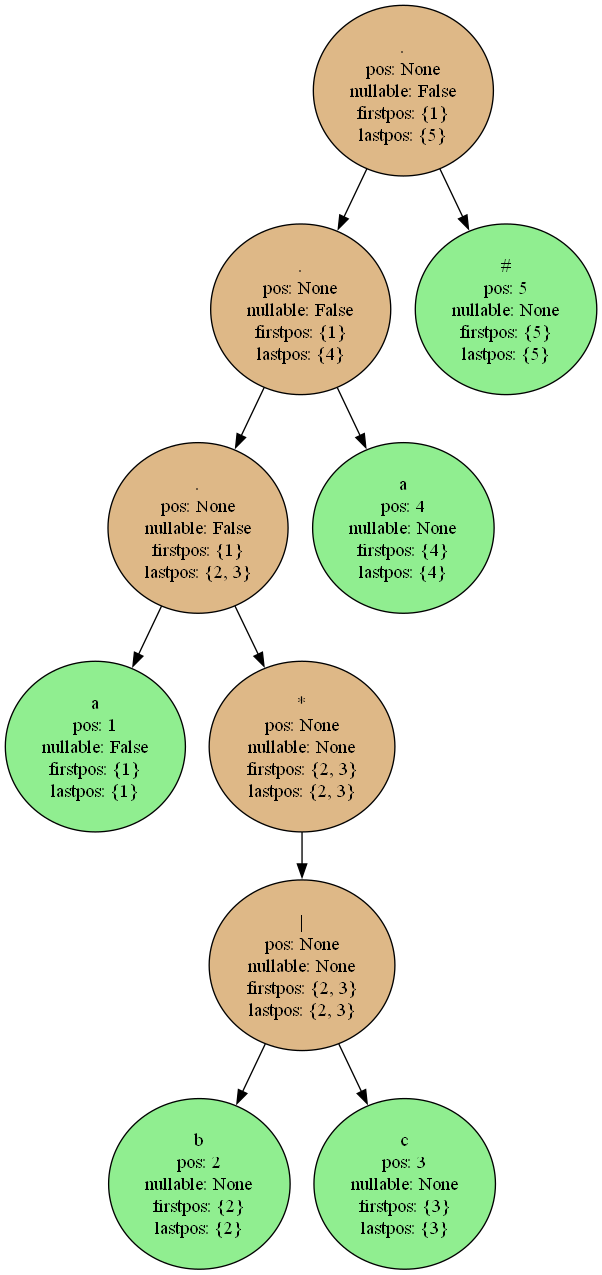 .
pos: None
nullable: False
firstpos: {1}
lastpos: {5}
.
pos: None
nullable: False
firstpos: {1}
lastpos: {4}
#
pos: 5
nullable: None
firstpos: {5}
lastpos: {5}
.
pos: None
nullable: False
firstpos: {1}
lastpos: {2, 3}
a
pos: 4
nullable: None
firstpos: {4}
lastpos: {4}
a
pos: 1
nullable: False
firstpos: {1}
lastpos: {1}
*
pos: None
nullable: None
firstpos: {2, 3}
lastpos: {2, 3}
|
pos: None
nullable: None
firstpos: {2, 3}
lastpos: {2, 3}
b
pos: 2
nullable: None
firstpos: {2}
lastpos: {2}
c
pos: 3
nullable: None
firstpos: {3}
lastpos: {3}